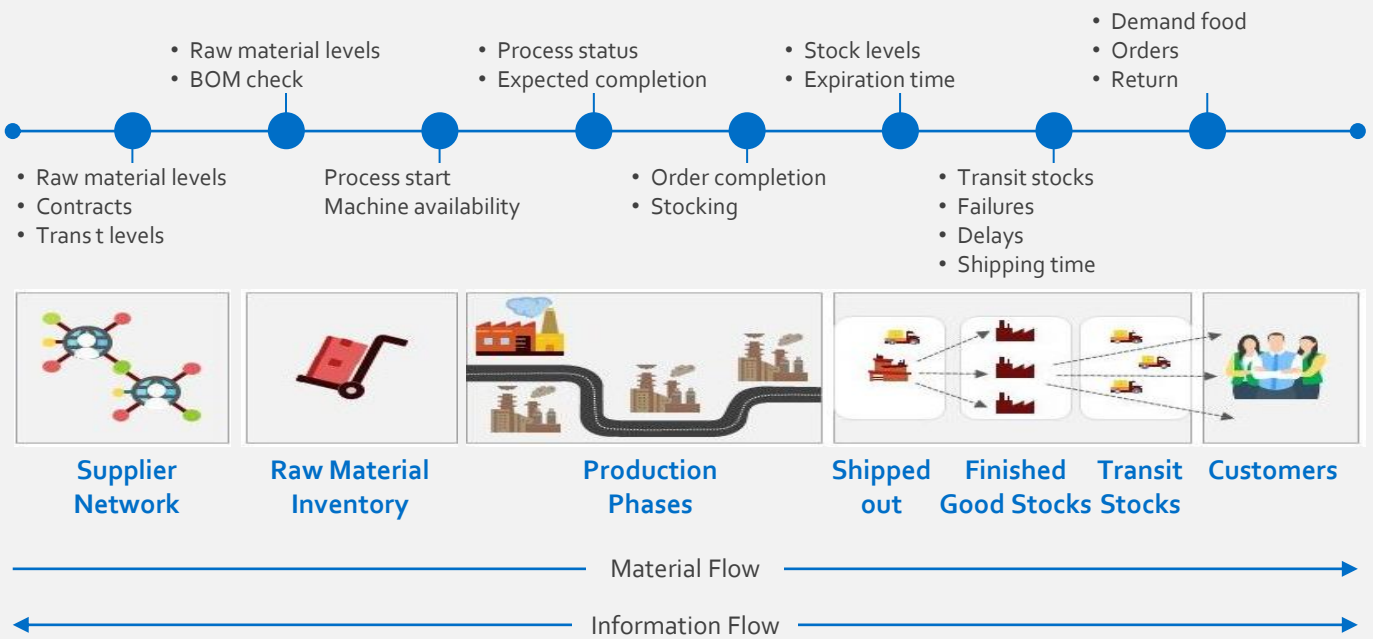 • Raw material levels
• BOM check
• Process status
• Expected completion
• Stock levels
• Expiration time
• Demand food
• Orders
• Return
• Raw material levels
• Contracts
• Trans t levels
Process start
Machine availability
• Order completion
• Stocking
• Transit stocks
• Failures
• Delays
• Shipping time
Supplier
Network
Raw Material
Inventory
Production
Phases
Shipped
out
Finished
Good Stocks
Transit
Stocks
Customers
Material Flow
Information Flow